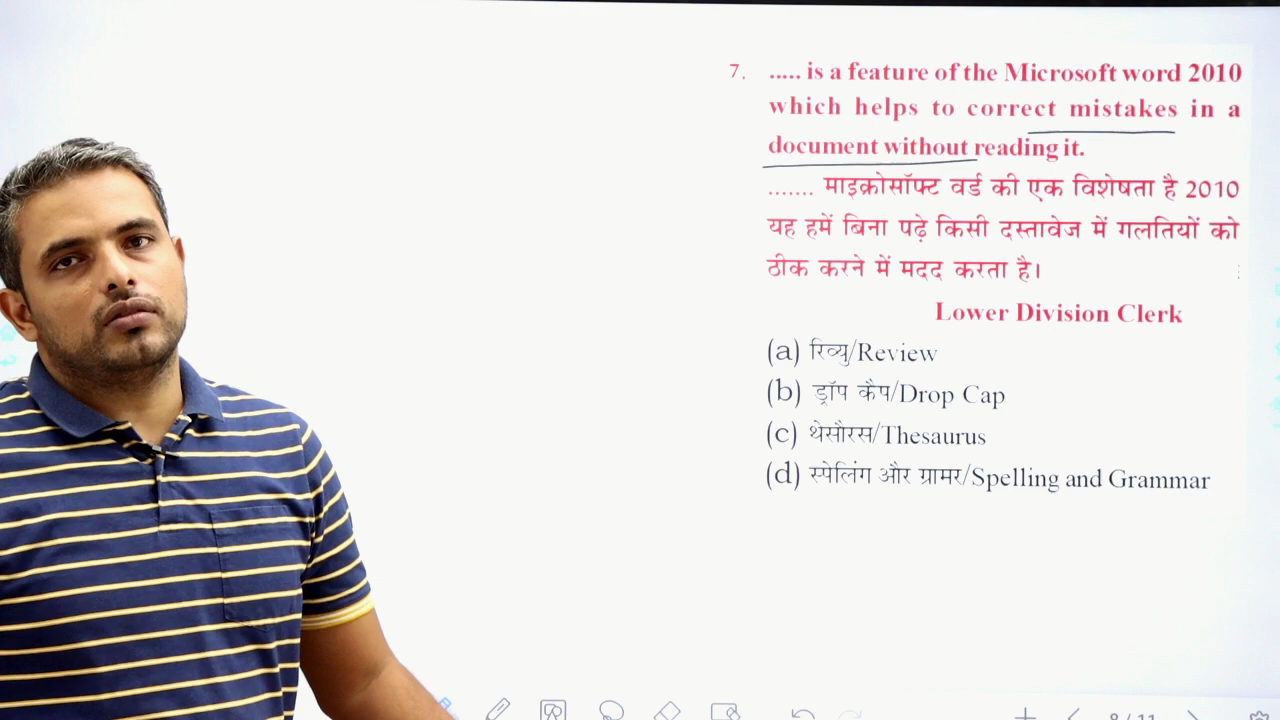 7. ..... is a feature of the Microsoft word 2010
which helps to correct mistakes in a
document without reading it.
....... माइक्रोसॉफ्ट वर्ड की एक विशेषता है 2010
यह हमें बिना पढ़े किसी दस्तावेज में गलतियों को
ठीक करने में मदद करता है।
Lower Division Clerk
(a) रिव्यु/Review
(b) ड्रॉप कैप/Drop Cap
(c) थेसौरस/Thesaurus
(d) स्पेलिंग और ग्रामर/Spelling and Grammar
8/11